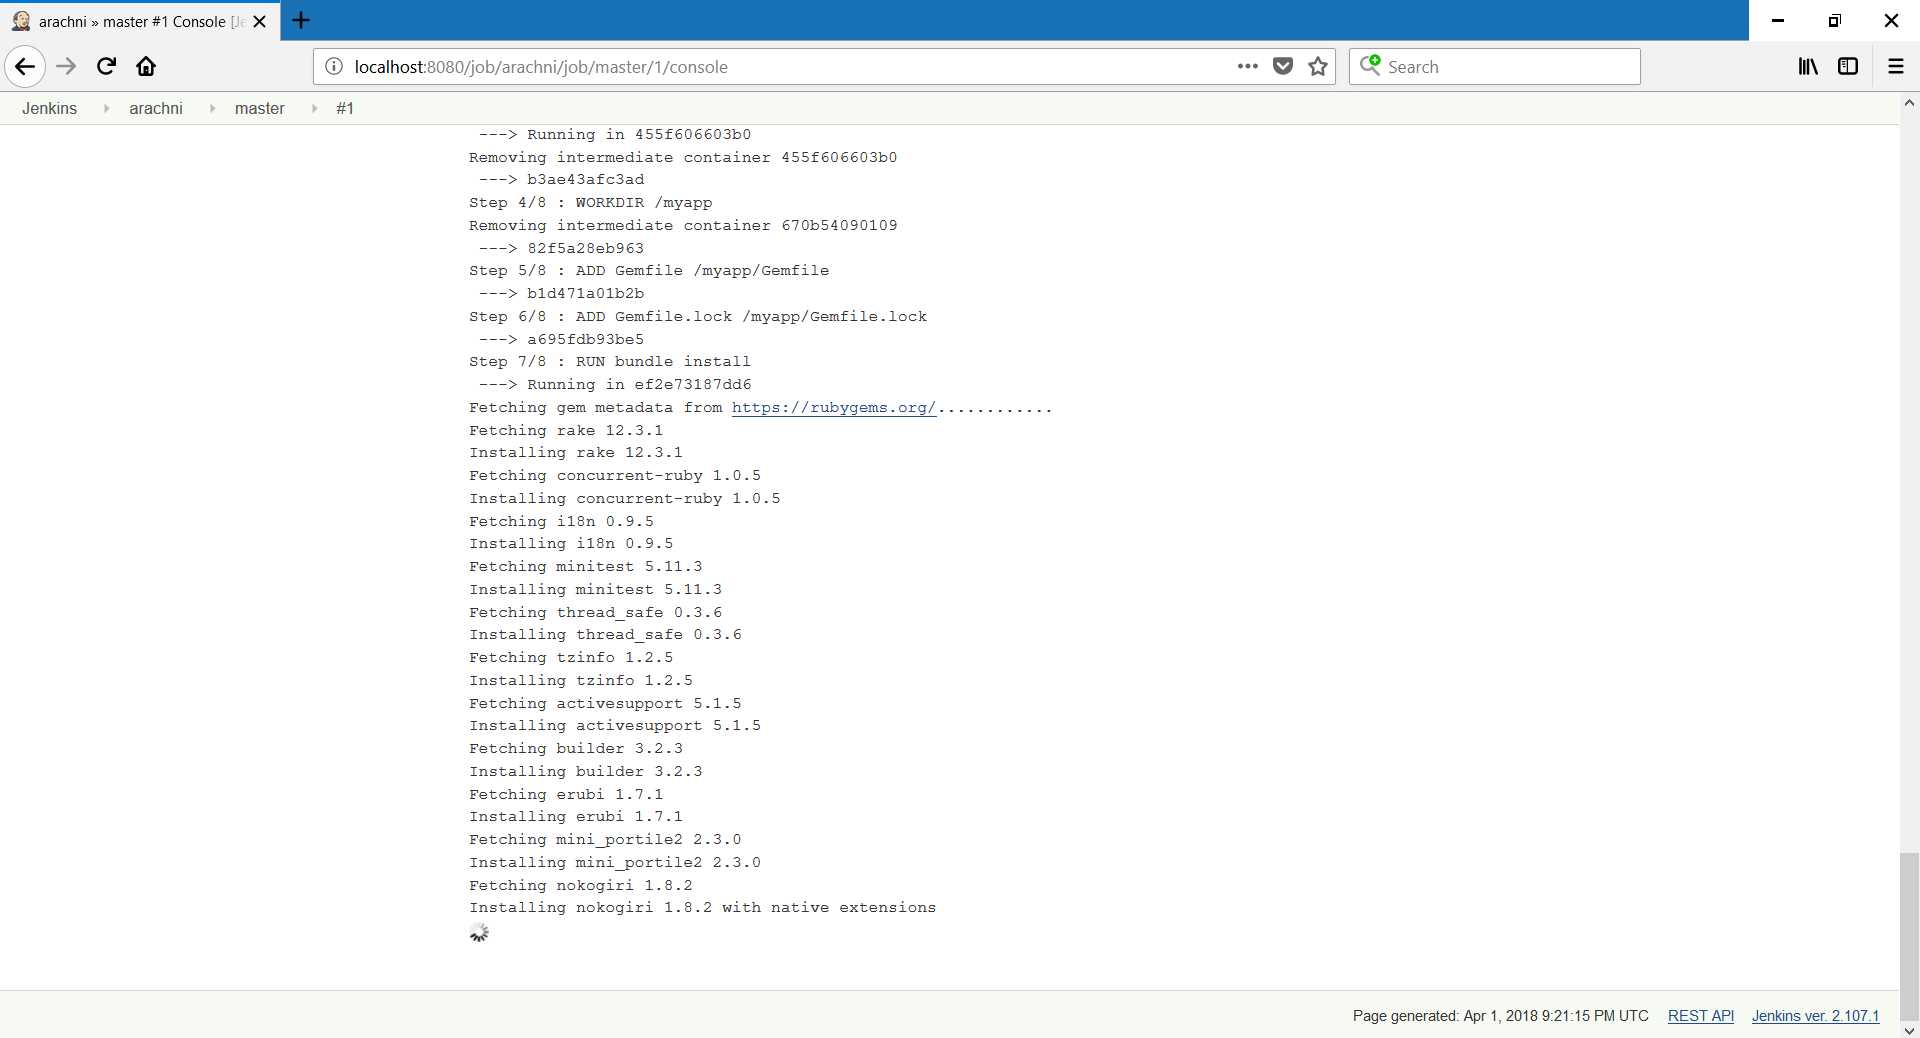 arachni » master #1 Console [Je
localhost:8080/job/arachni/job/master/1/console
Search
Jenkins arachni master #1
---> Running in 455f606603b0
Removing intermediate container 455f606603b0
---> b3ae43afc3ad
Step 4/8 : WORKDIR /myapp
Removing intermediate container 670b54090109
---> 82f5a28eb963
Step 5/8 : ADD Gemfile /myapp/Gemfile
---> b1d471a01b2b
Step 6/8 : ADD Gemfile.lock /myapp/Gemfile.lock
---> a695fdb93be5
Step 7/8 : RUN bundle install
---> Running in ef2e73187dd6
Fetching gem metadata from https://rubygems.org/............
Fetching rake 12.3.1
Installing rake 12.3.1
Fetching concurrent-ruby 1.0.5
Installing concurrent-ruby 1.0.5
Fetching i18n 0.9.5
Installing i18n 0.9.5
Fetching minitest 5.11.3
Installing minitest 5.11.3
Fetching thread_safe 0.3.6
Installing thread_safe 0.3.6
Fetching tzinfo 1.2.5
Installing tzinfo 1.2.5
Fetching activesupport 5.1.5
Installing activesupport 5.1.5
Fetching builder 3.2.3
Installing builder 3.2.3
Fetching erubi 1.7.1
Installing erubi 1.7.1
Fetching mini_portile2 2.3.0
Installing mini_portile2 2.3.0
Fetching nokogiri 1.8.2
Installing nokogiri 1.8.2 with native extensions
Page generated: Apr 1, 2018 9:21:15 PM UTC REST API Jenkins ver. 2.107.1